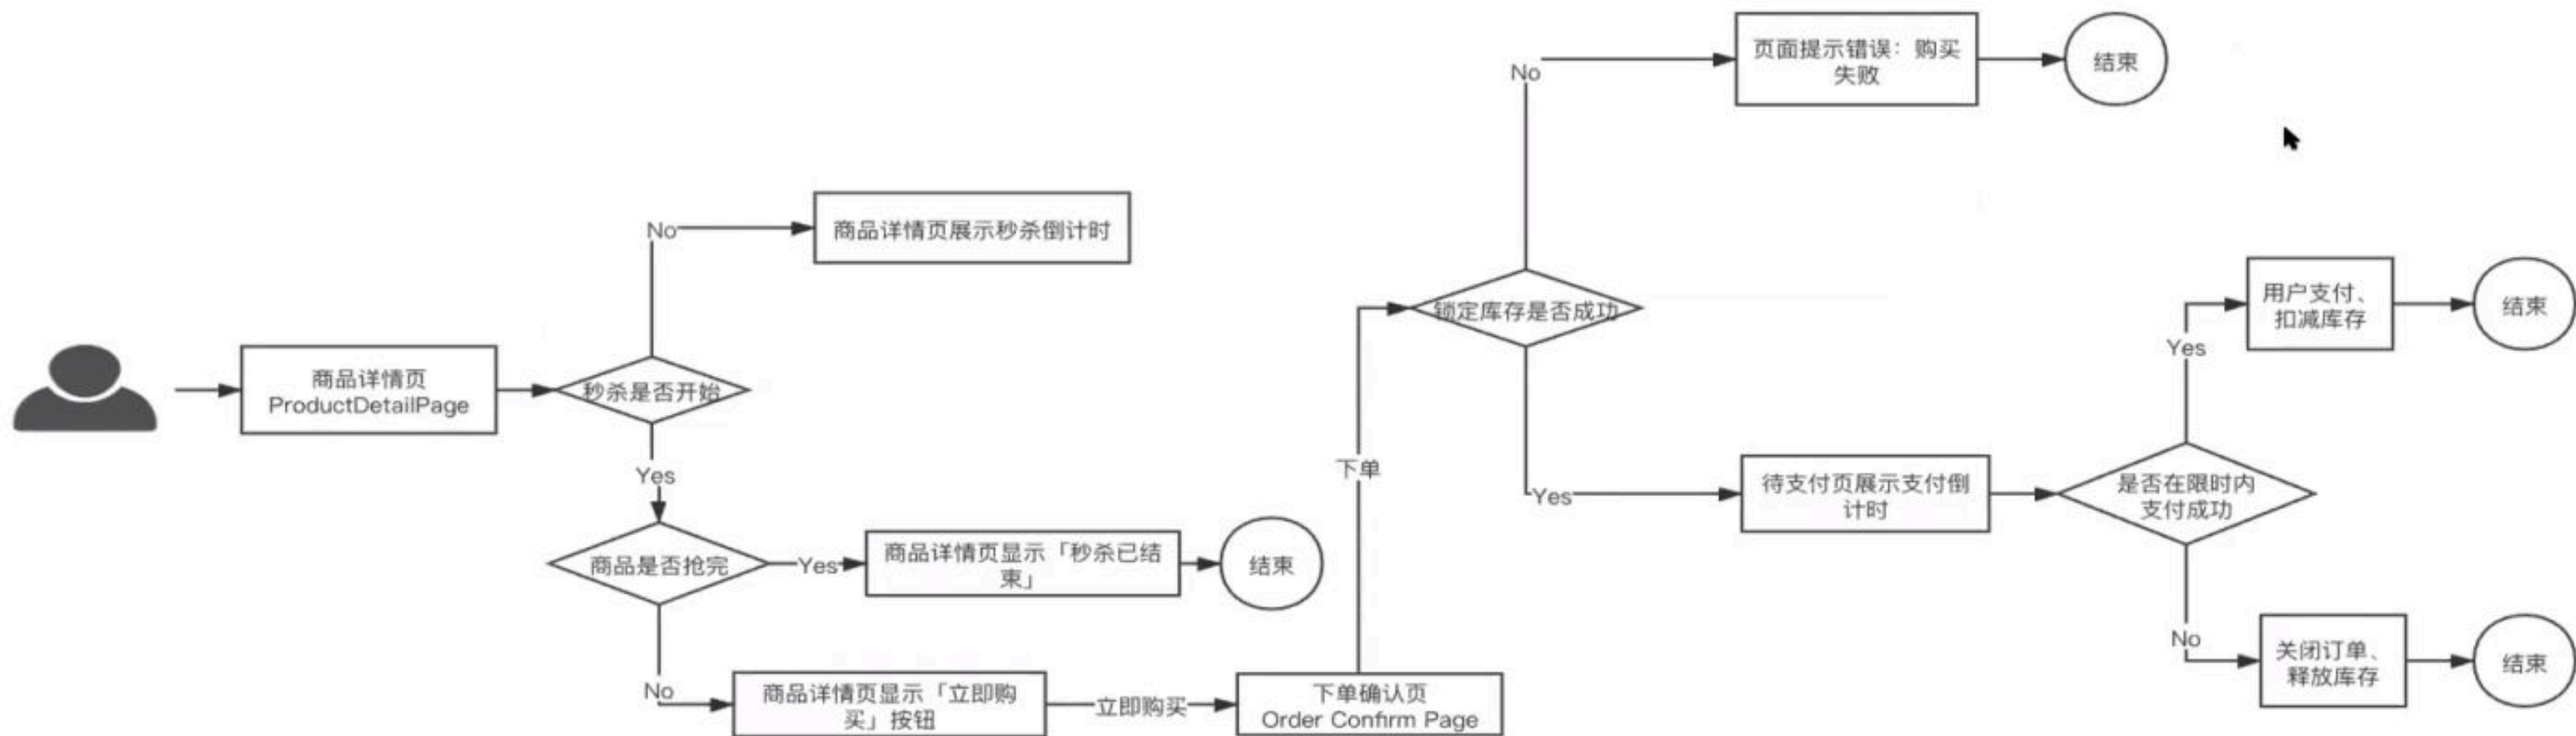 商品详情页
ProductDetailPage
秒杀是否开始
No
商品详情页展示秒杀倒计时
Yes
商品是否抢完
Yes
商品详情页显示「秒杀已结
束」
结束
No
商品详情页显示「立即购
买」按钮
立即购买
下单确认页
Order Confirm Page
下单
锁定库存是否成功
No
页面提示错误：购买
失败
结束
Yes
待支付页展示支付倒
计时
是否在限时内
支付成功
Yes
用户支付、
扣减库存
结束
No
关闭订单、
释放库存
结束